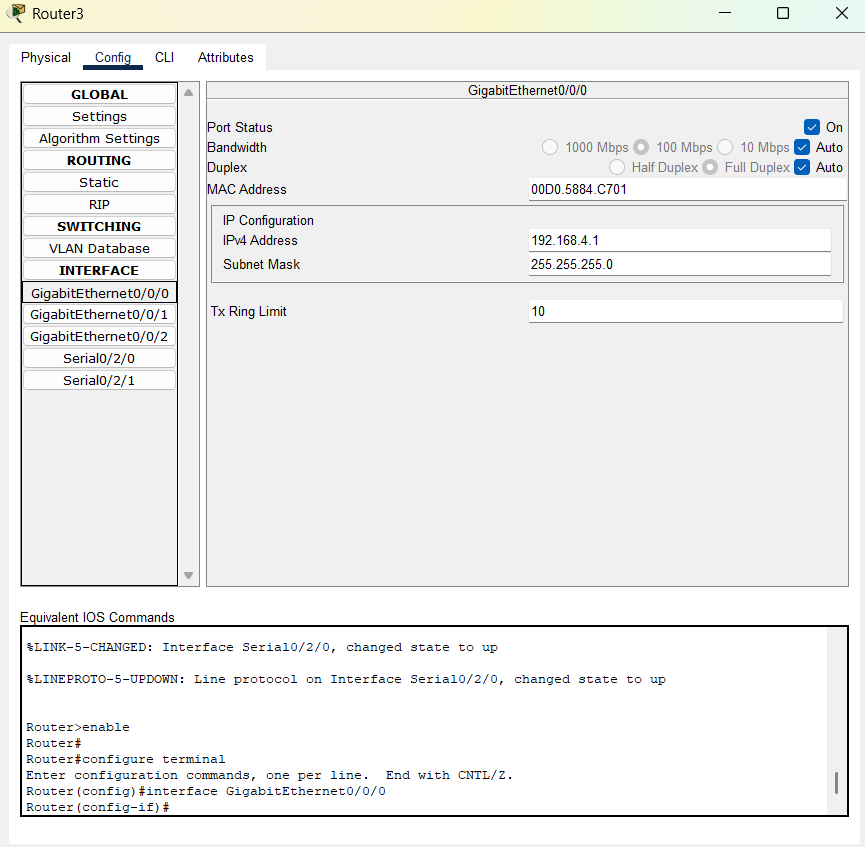 Router3
Physical Config CLI Attributes
GLOBAL
Settings
Algorithm Settings
ROUTING
Static
RIP
SWITCHING
VLAN Database
INTERFACE
GigabitEthernet0/0/0
GigabitEthernet0/0/1
GigabitEthernet0/0/2
Serial0/2/0
Serial0/2/1
GigabitEthernet0/0/0
Port Status On
Bandwidth 1000 Mbps 100 Mbps 10 Mbps Auto
Duplex Half Duplex Full Duplex Auto
MAC Address 00D0.5884.C701
IP Configuration
IPv4 Address 192.168.4.1
Subnet Mask 255.255.255.0
Tx Ring Limit 10
Equivalent IOS Commands
%LINK-5-CHANGED: Interface Serial0/2/0, changed state to up
%LINEPROTO-5-UPDOWN: Line protocol on Interface Serial0/2/0, changed state to up
Router>enable
Router#
Router#configure terminal
Enter configuration commands, one per line.  End with CNTL/Z.
Router(config)#interface GigabitEthernet0/0/0
Router(config-if)#